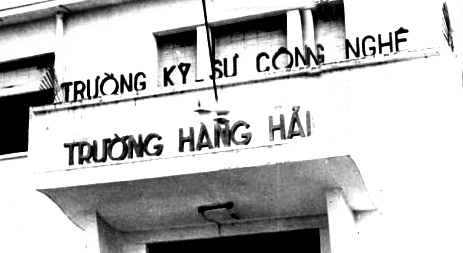 TRƯỜNG KỸ SƯ CÔNG NGHỆ
TRƯỜNG HÀNG HẢI